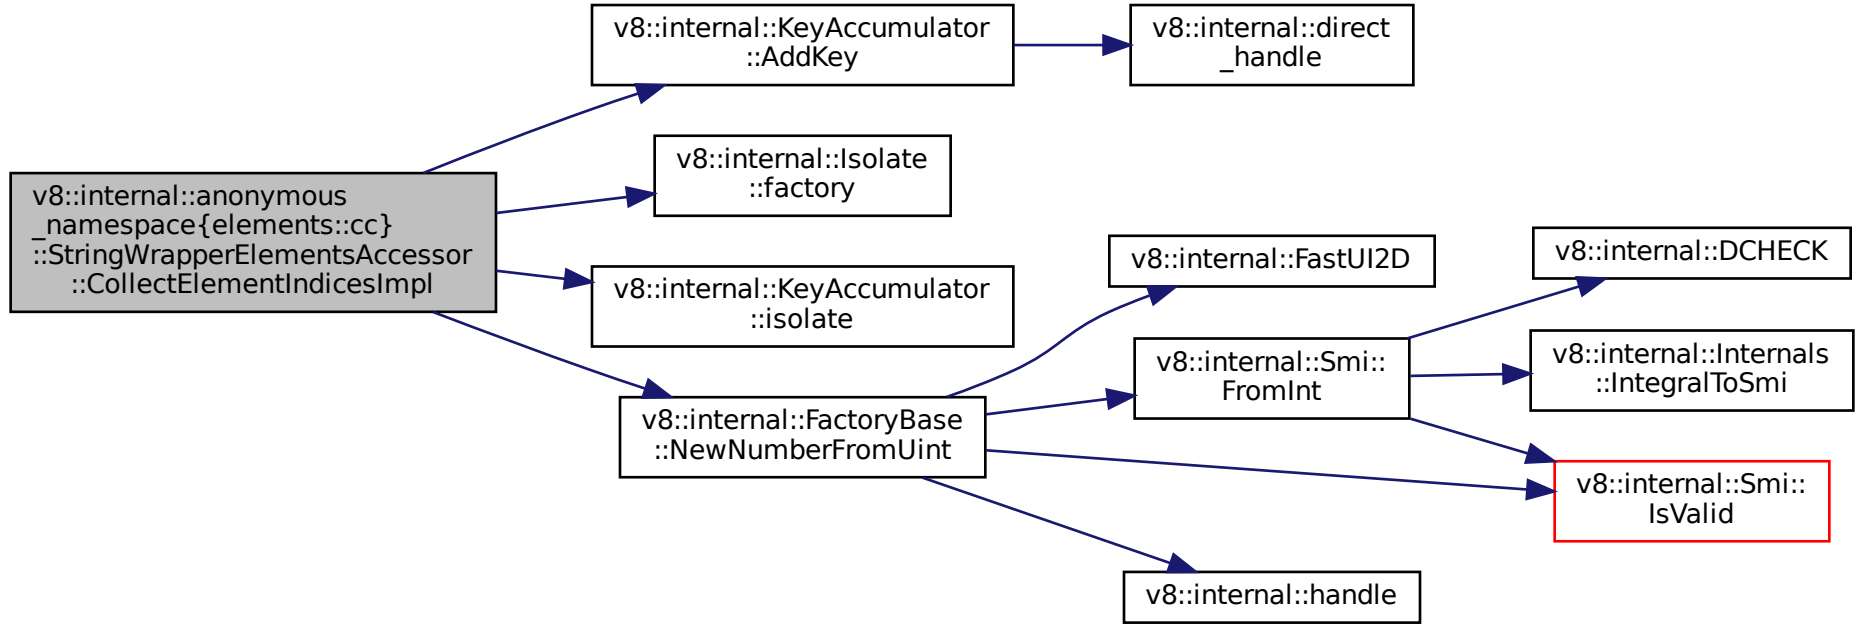 v8::internal::anonymous
_namespace{elements::cc}
::StringWrapperElementsAccessor
::CollectElementIndicesImpl
v8::internal::KeyAccumulator
::AddKey
v8::internal::direct
_handle
v8::internal::Isolate
::factory
v8::internal::KeyAccumulator
::isolate
v8::internal::FactoryBase
::NewNumberFromUint
v8::internal::FastUI2D
v8::internal::Smi::
FromInt
v8::internal::DCHECK
v8::internal::Internals
::IntegralToSmi
v8::internal::Smi::
IsValid
v8::internal::handle